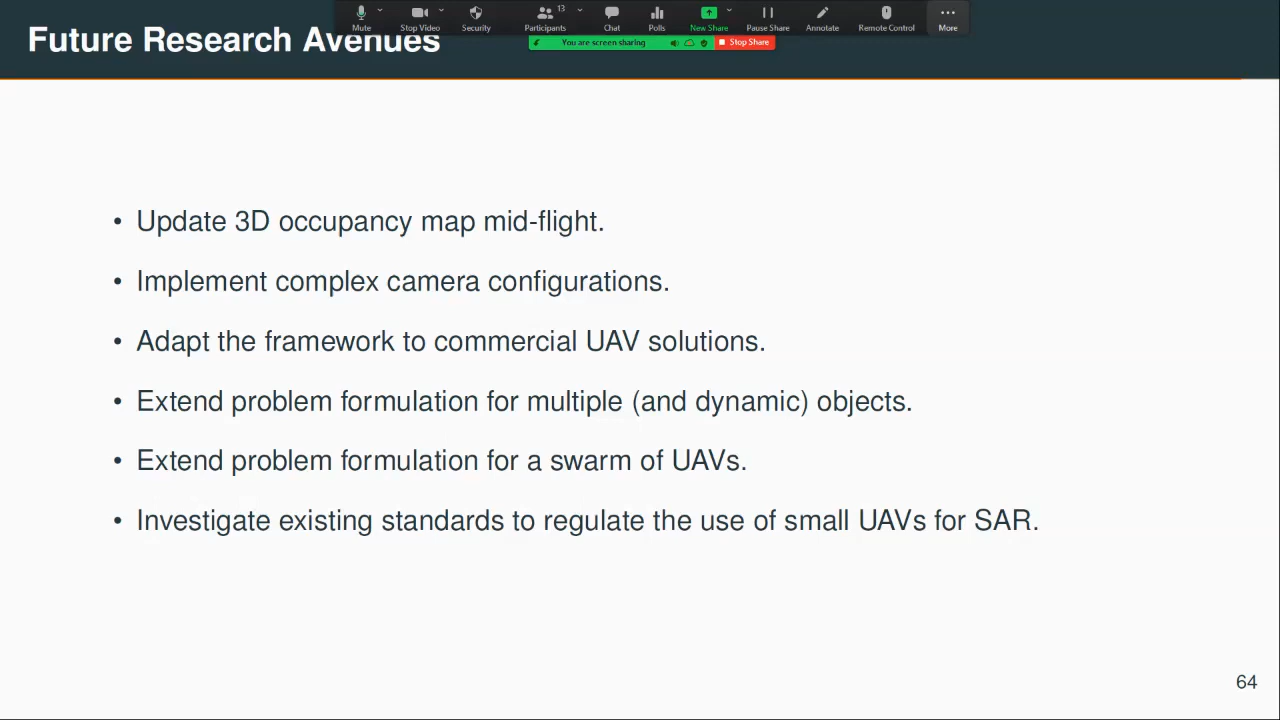 13
Mute
Stop Video
Security
Participants
Chat
Polls
New Share
Pause Share
Annotate
Remote Control
More
You are screen sharing
Stop Share
Future Research Avenues
• Update 3D occupancy map mid-flight.
• Implement complex camera configurations.
• Adapt the framework to commercial UAV solutions.
• Extend problem formulation for multiple (and dynamic) objects.
• Extend problem formulation for a swarm of UAVs.
• Investigate existing standards to regulate the use of small UAVs for SAR.
64